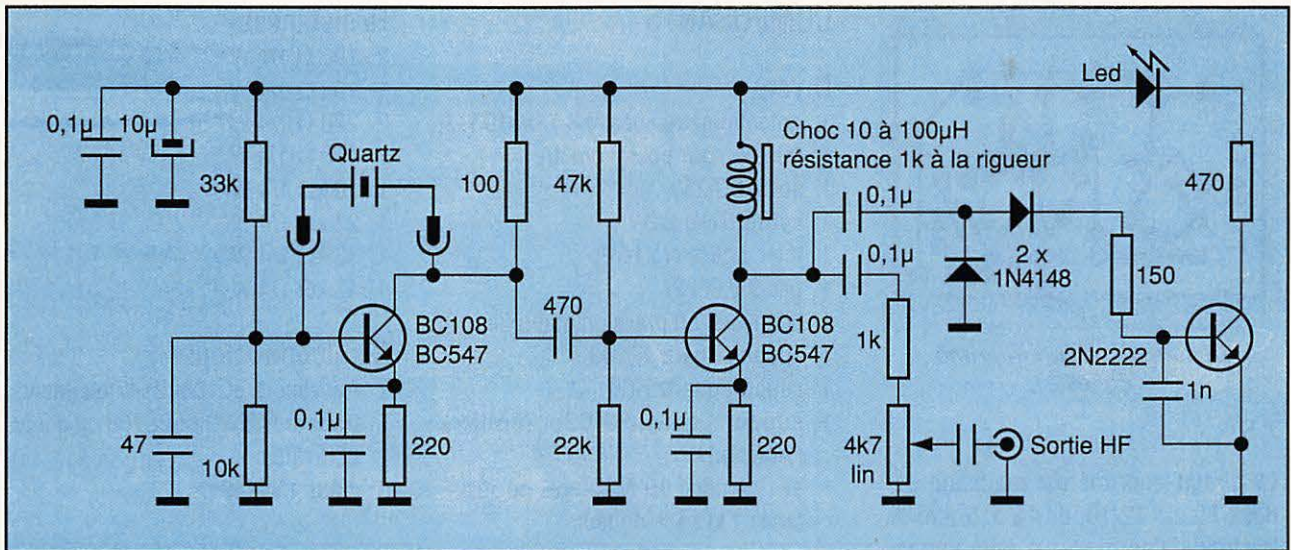 Led
0,1µ
10µ
Choc 10 à 100µH
résistance 1k à la rigueur
Quartz
33k
100
47k
470
0,1µ
0,1µ
2 x
1N4148
150
470
BC108
BC547
BC108
BC547
1k
2N2222
1n
47
10k
0,1µ
220
22k
0,1µ
220
4k7
lin
Sortie HF